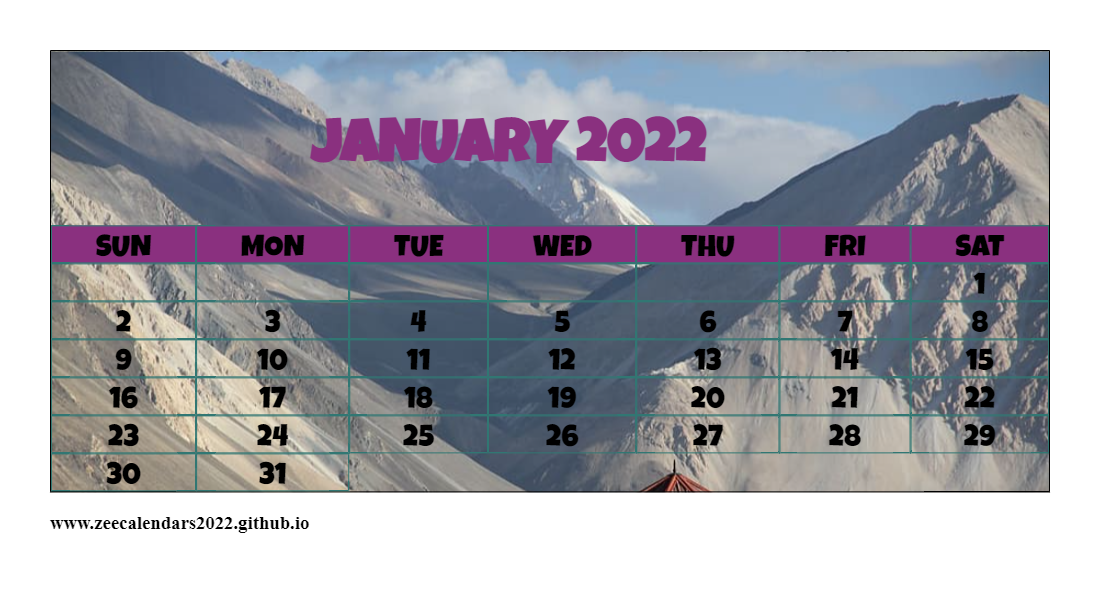 JANUARY 2022
SUN MON TUE WED THU FRI SAT
1
2 3 4 5 6 7 8
9 10 11 12 13 14 15
16 17 18 19 20 21 22
23 24 25 26 27 28 29
30 31
www.zeecalendars2022.github.io